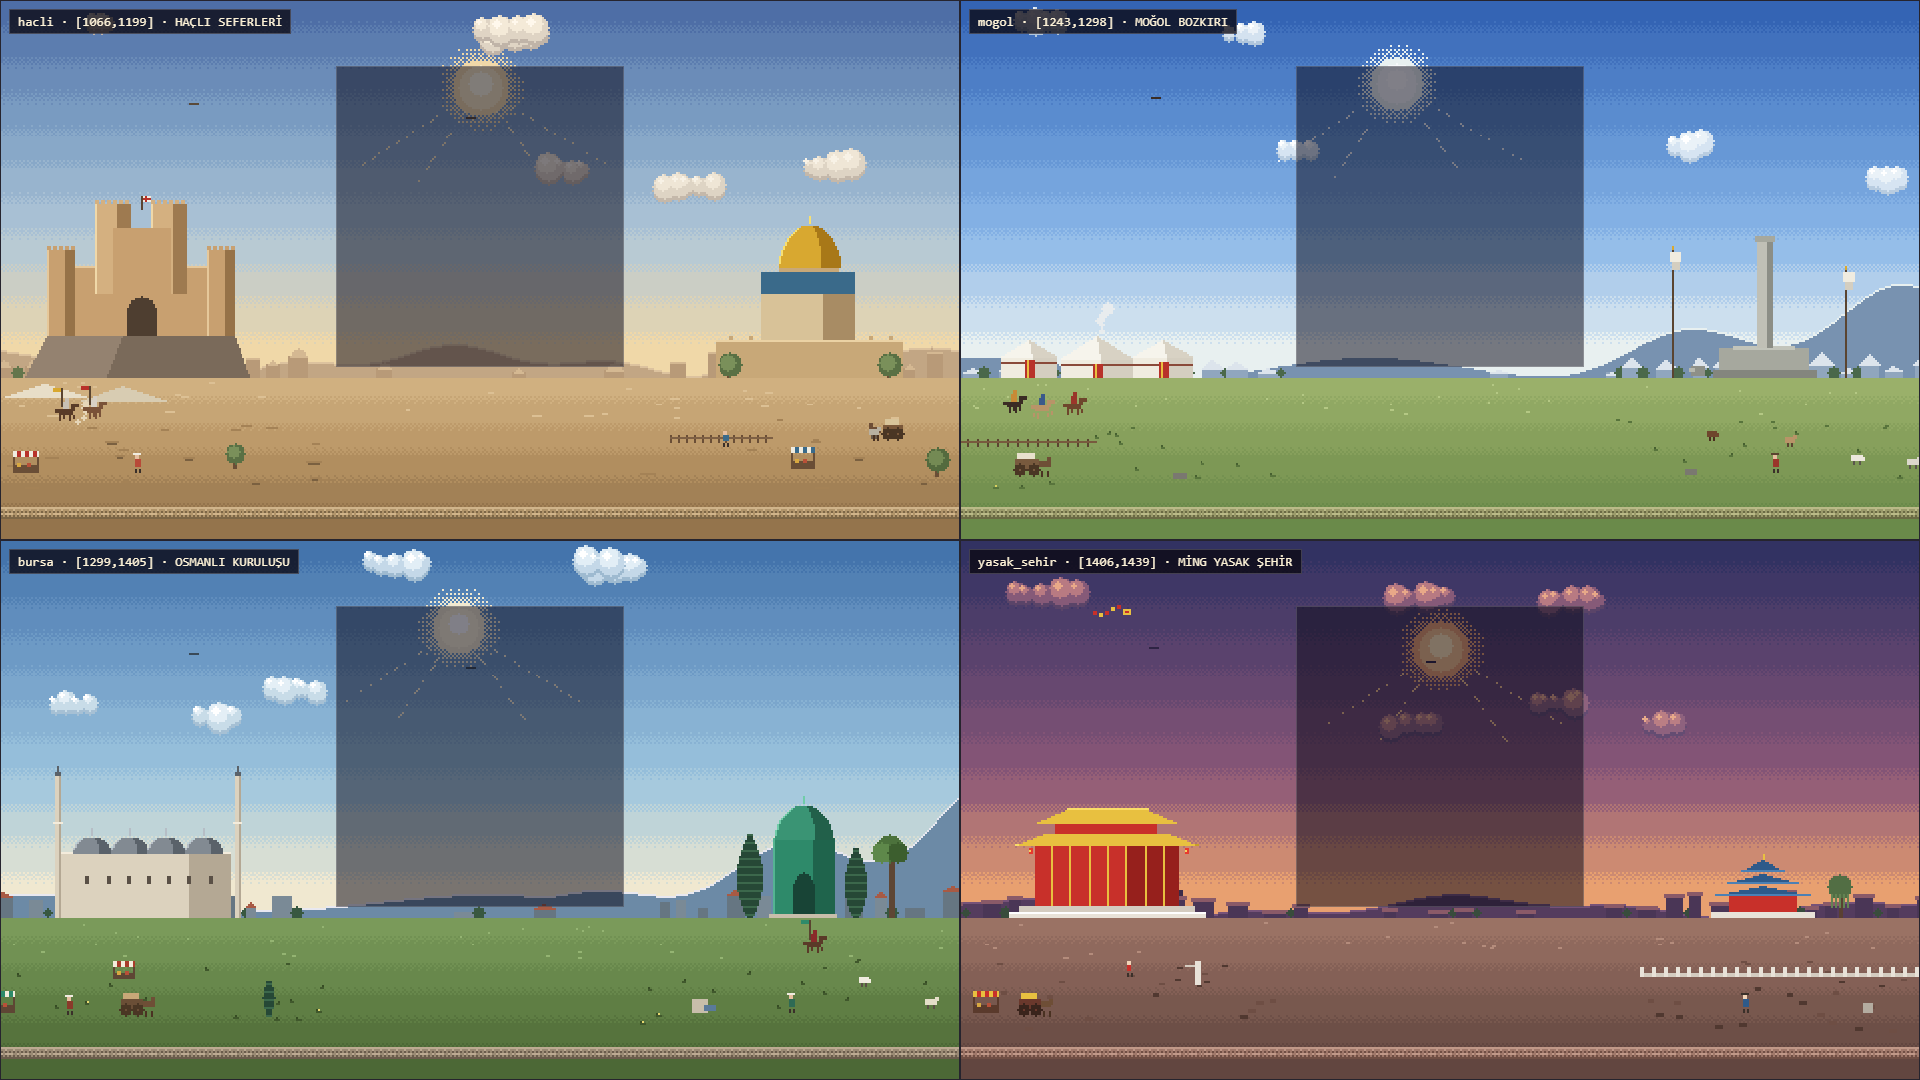 hacli · [1066,1199] · HAÇLI SEFERLERİ
mogol · [1243,1298] · MOĞOL BOZKIRI
bursa · [1299,1405] · OSMANLI KURULUŞU
yasak_sehir · [1406,1439] · MİNG YASAK ŞEHİR